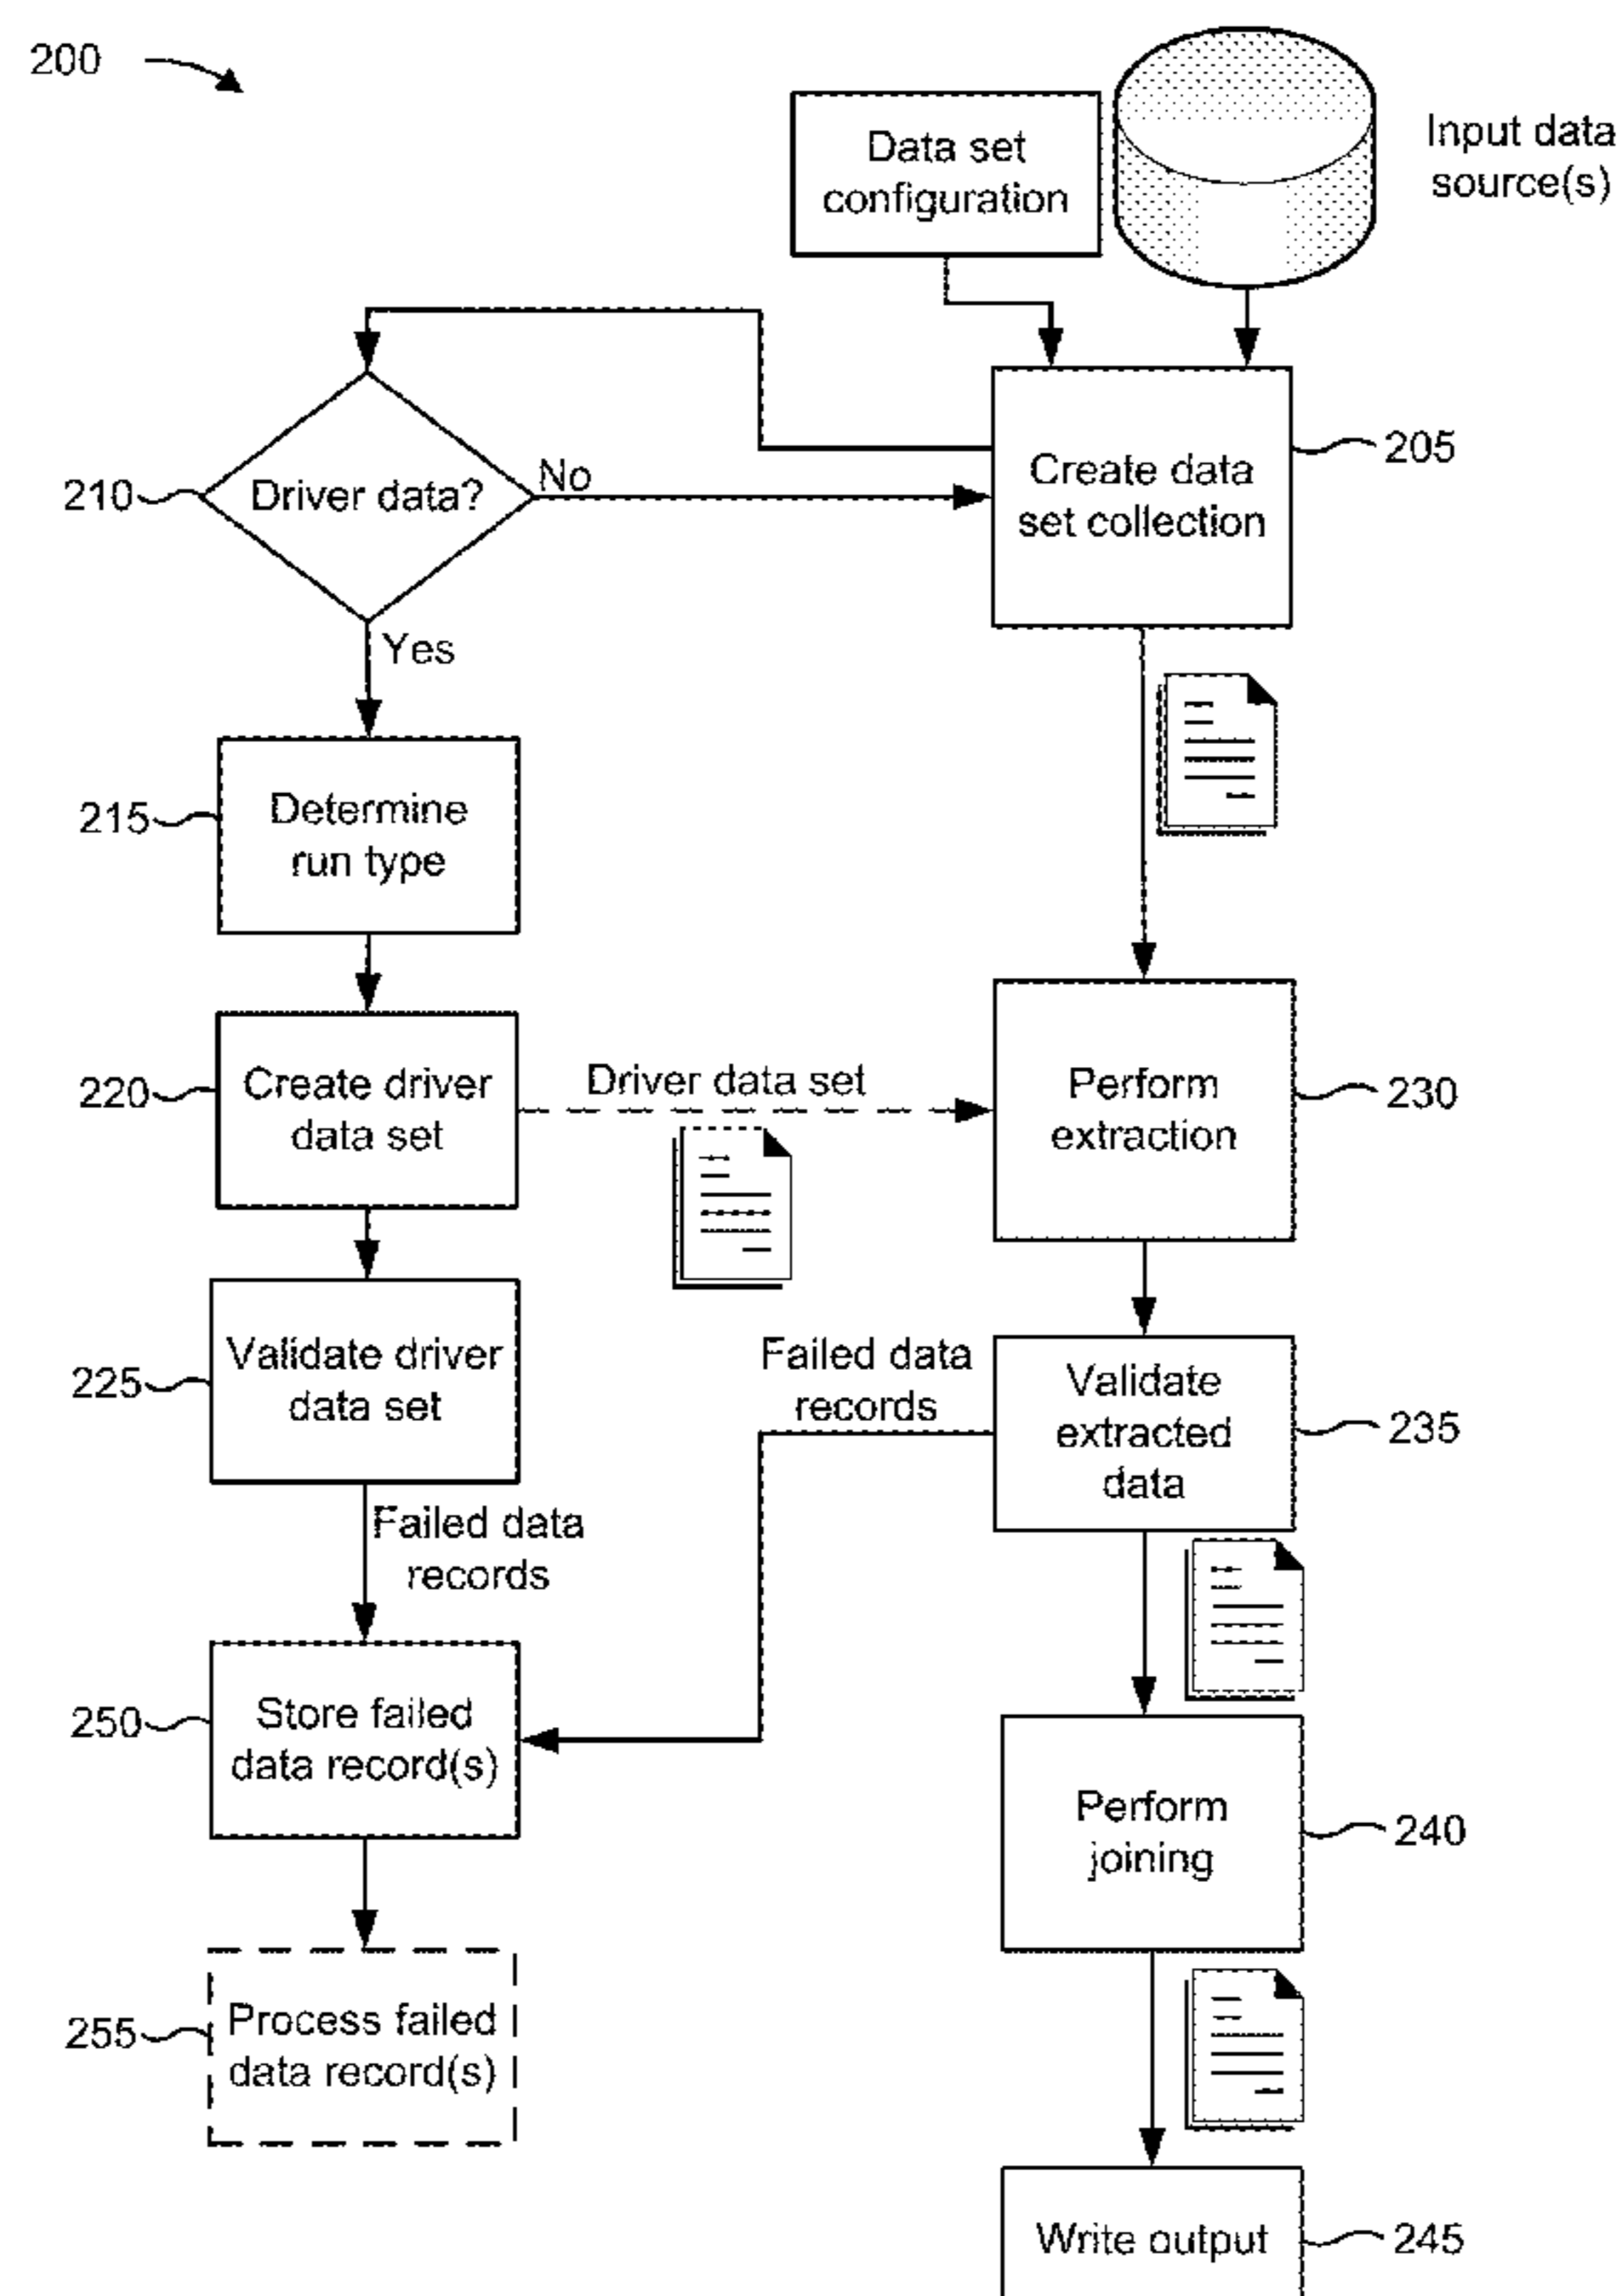 200
Data set
configuration
Input data
source(s)
210
Driver data?
No
Create data
set collection
205
Yes
215
Determine
run type
220
Create driver
data set
Driver data set
Perform
extraction
230
225
Validate driver
data set
Failed data
records
Validate
extracted
data
235
Failed data
records
250
Store failed
data record(s)
Perform
joining
240
255
Process failed
data record(s)
Write output
245